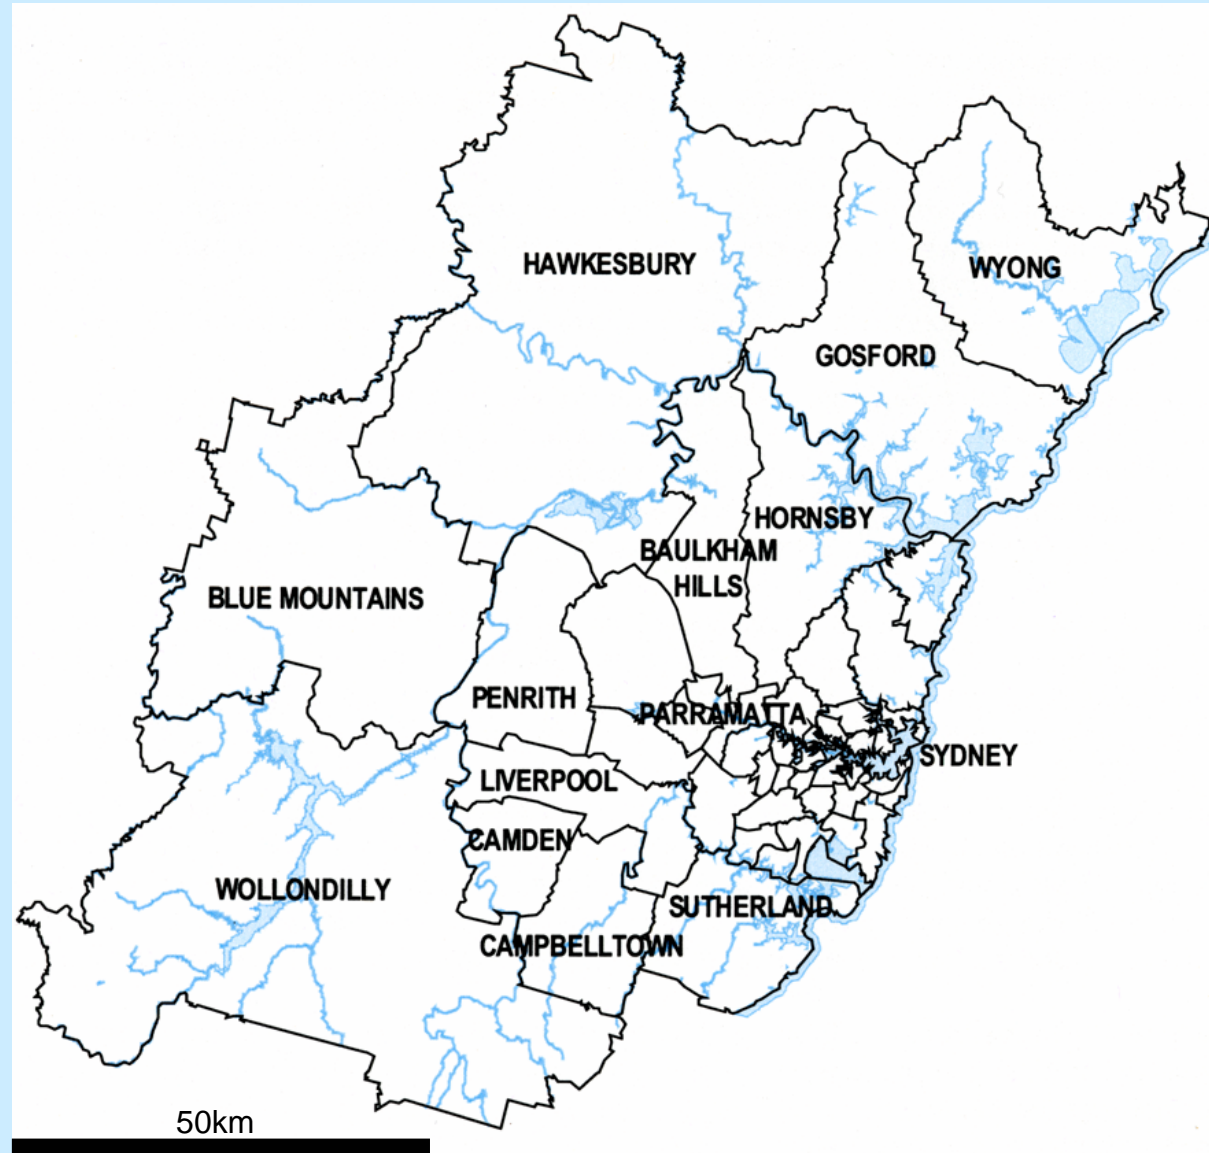 HAWKESBURY
WYONG
GOSFORD
HORNSBY
BAULKHAM
HILLS
BLUE MOUNTAINS
PENRITH
PARRAMATTA
SYDNEY
LIVERPOOL
CAMDEN
WOLLONDILLY
SUTHERLAND
CAMPBELLTOWN
50km